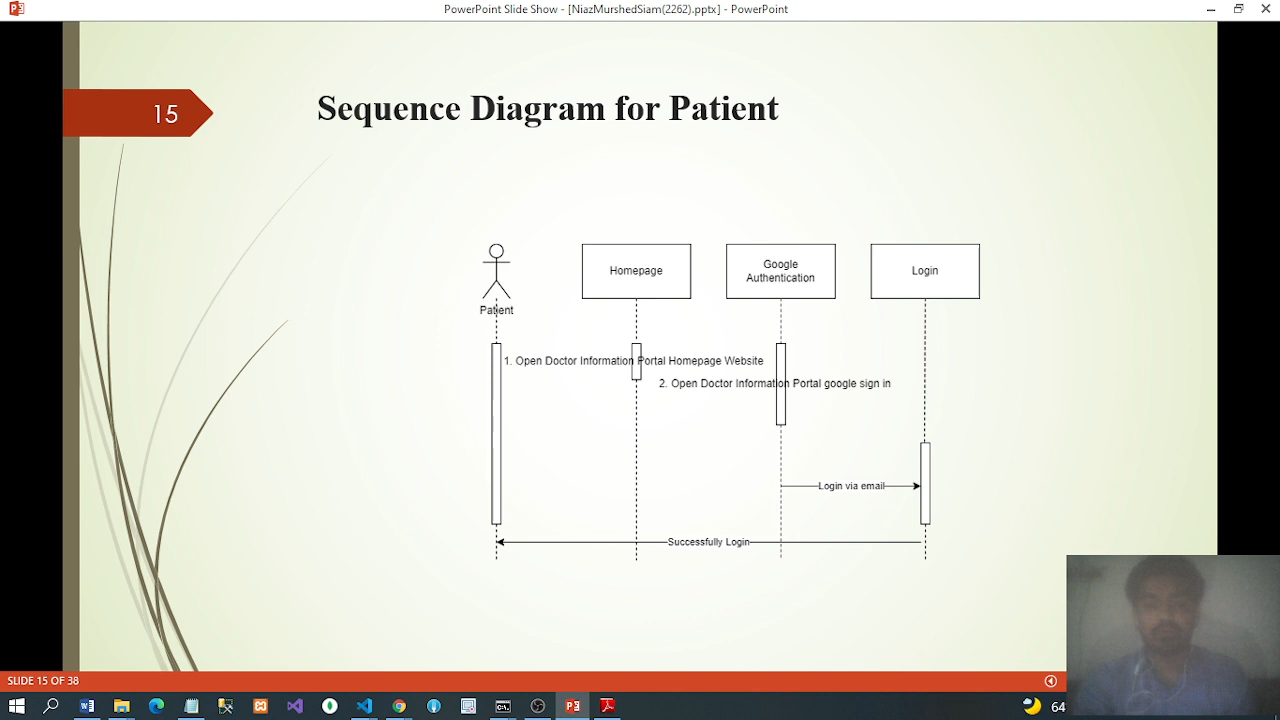 PowerPoint Slide Show - [NiazMurshedSiam(2262).pptx] - PowerPoint
15
Sequence Diagram for Patient
Homepage
Google
Authentication
Login
Patient
1. Open Doctor Information Portal Homepage Website
2. Open Doctor Information Portal google sign in
Login via email
Successfully Login
SLIDE 15 OF 38
64